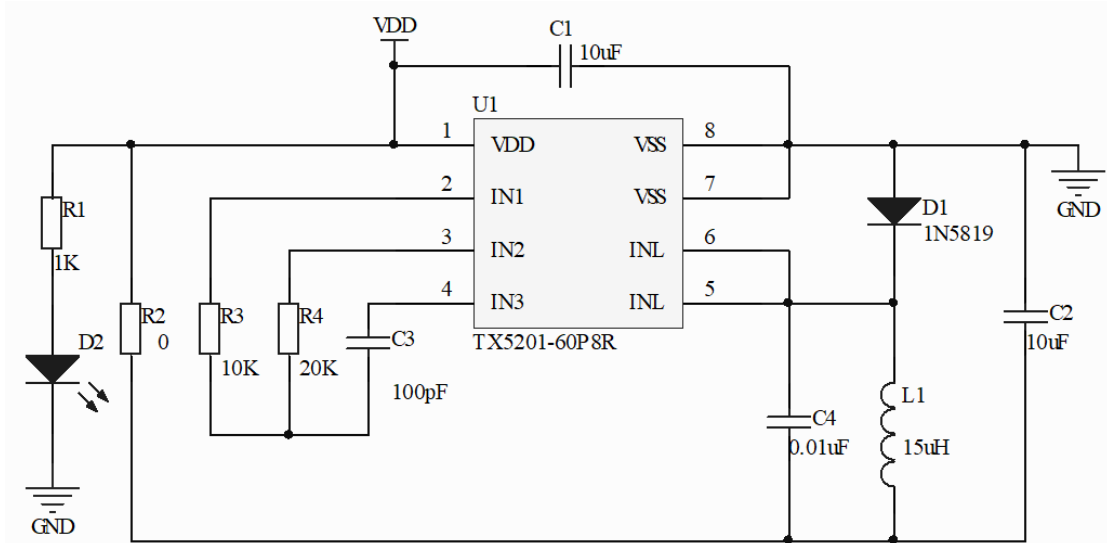 VDD
C1
10uF
U1
1
VDD
VSS
8
2
IN1
VSS
7
3
IN2
INL
6
4
IN3
INL
5
TX5201-60P8R
R1
1K
D2
GND
R2
0
R3
10K
R4
20K
C3
100pF
D1
1N5819
GND
C2
10uF
C4
0.01uF
L1
15uH